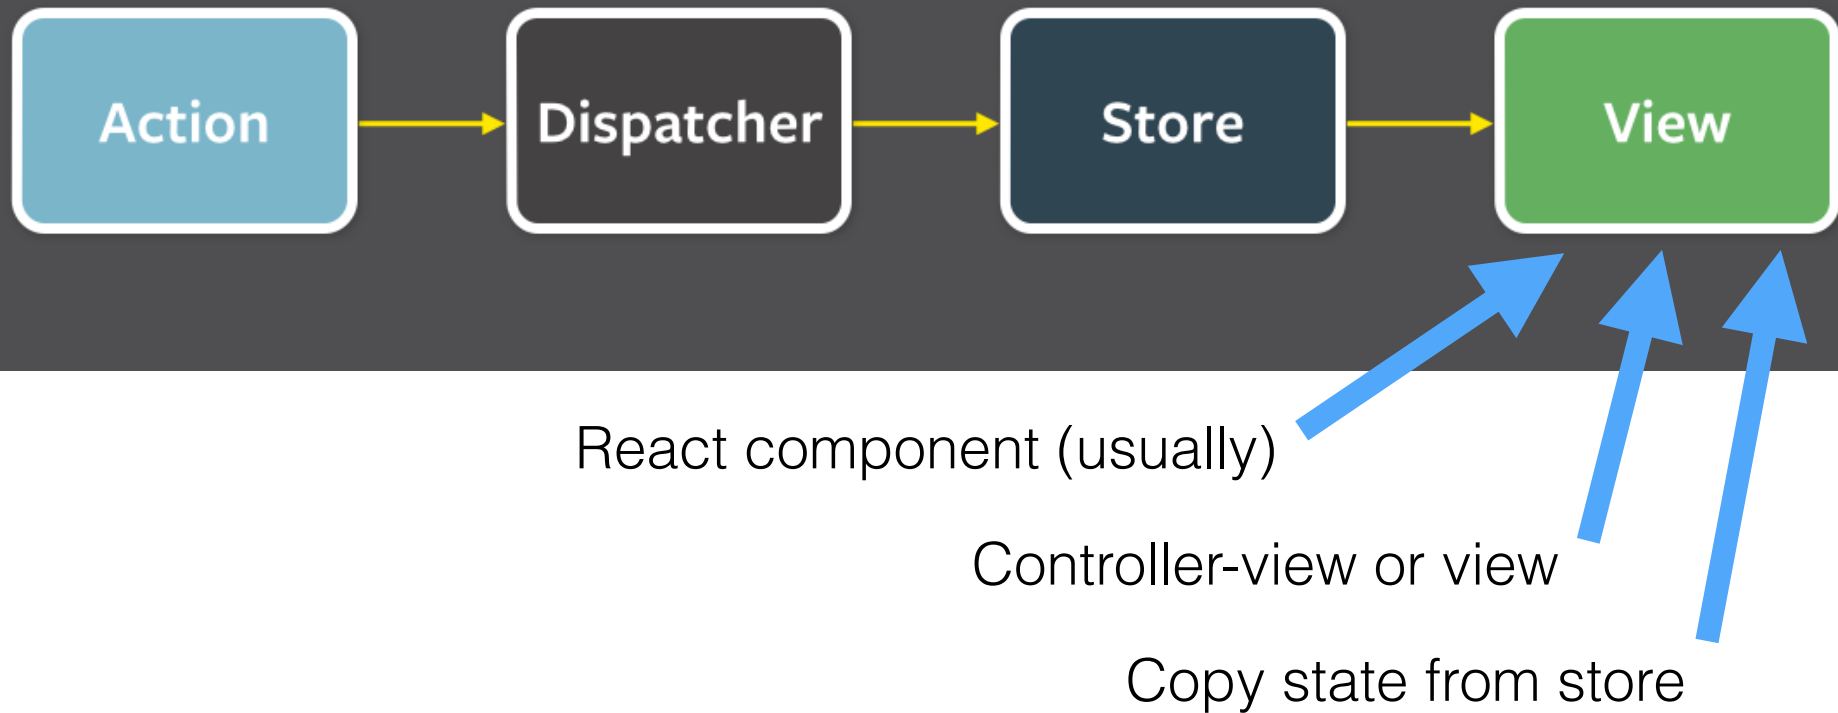 Action
Dispatcher
Store
View
React component (usually)
Controller-view or view
Copy state from store